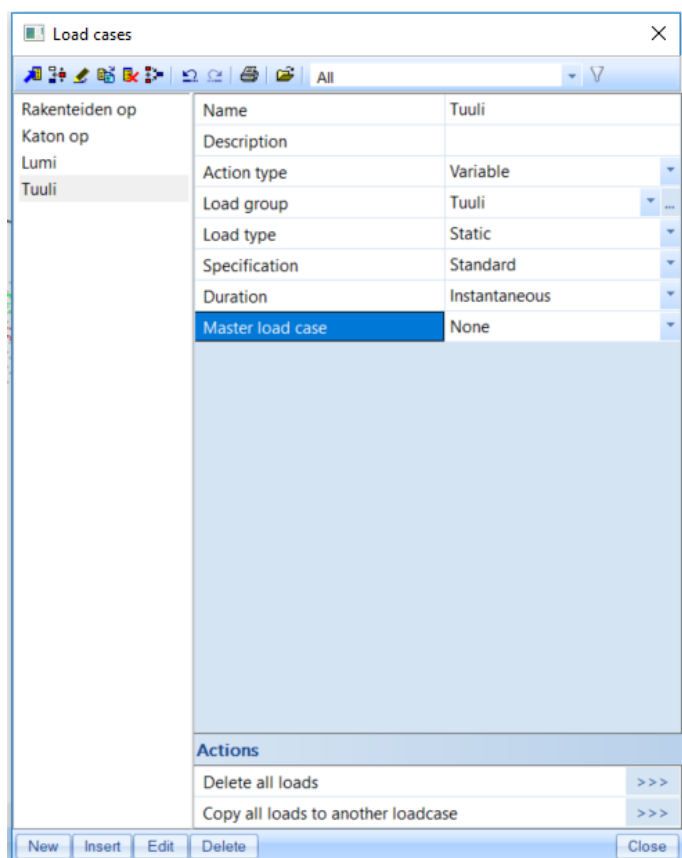 Load cases
All
Rakenteiden op
Katon op
Lumi
Tuuli
Name Tuuli
Description
Action type Variable
Load group Tuuli ...
Load type Static
Specification Standard
Duration Instantaneous
Master load case None
Actions
Delete all loads >>>
Copy all loads to another loadcase >>>
New Insert Edit Delete Close